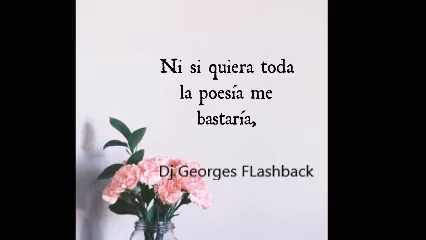 Ni si quiera toda
la poesía me
bastaría,
Dj Georges FLashback